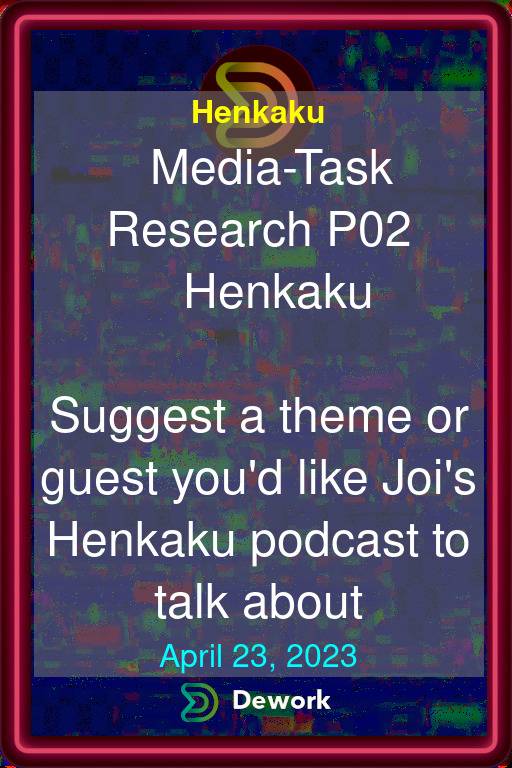 Henkaku
Media-Task
Research P02
Henkaku
Suggest a theme or
guest you'd like Joi's
Henkaku podcast to
talk about
April 23, 2023
Dework